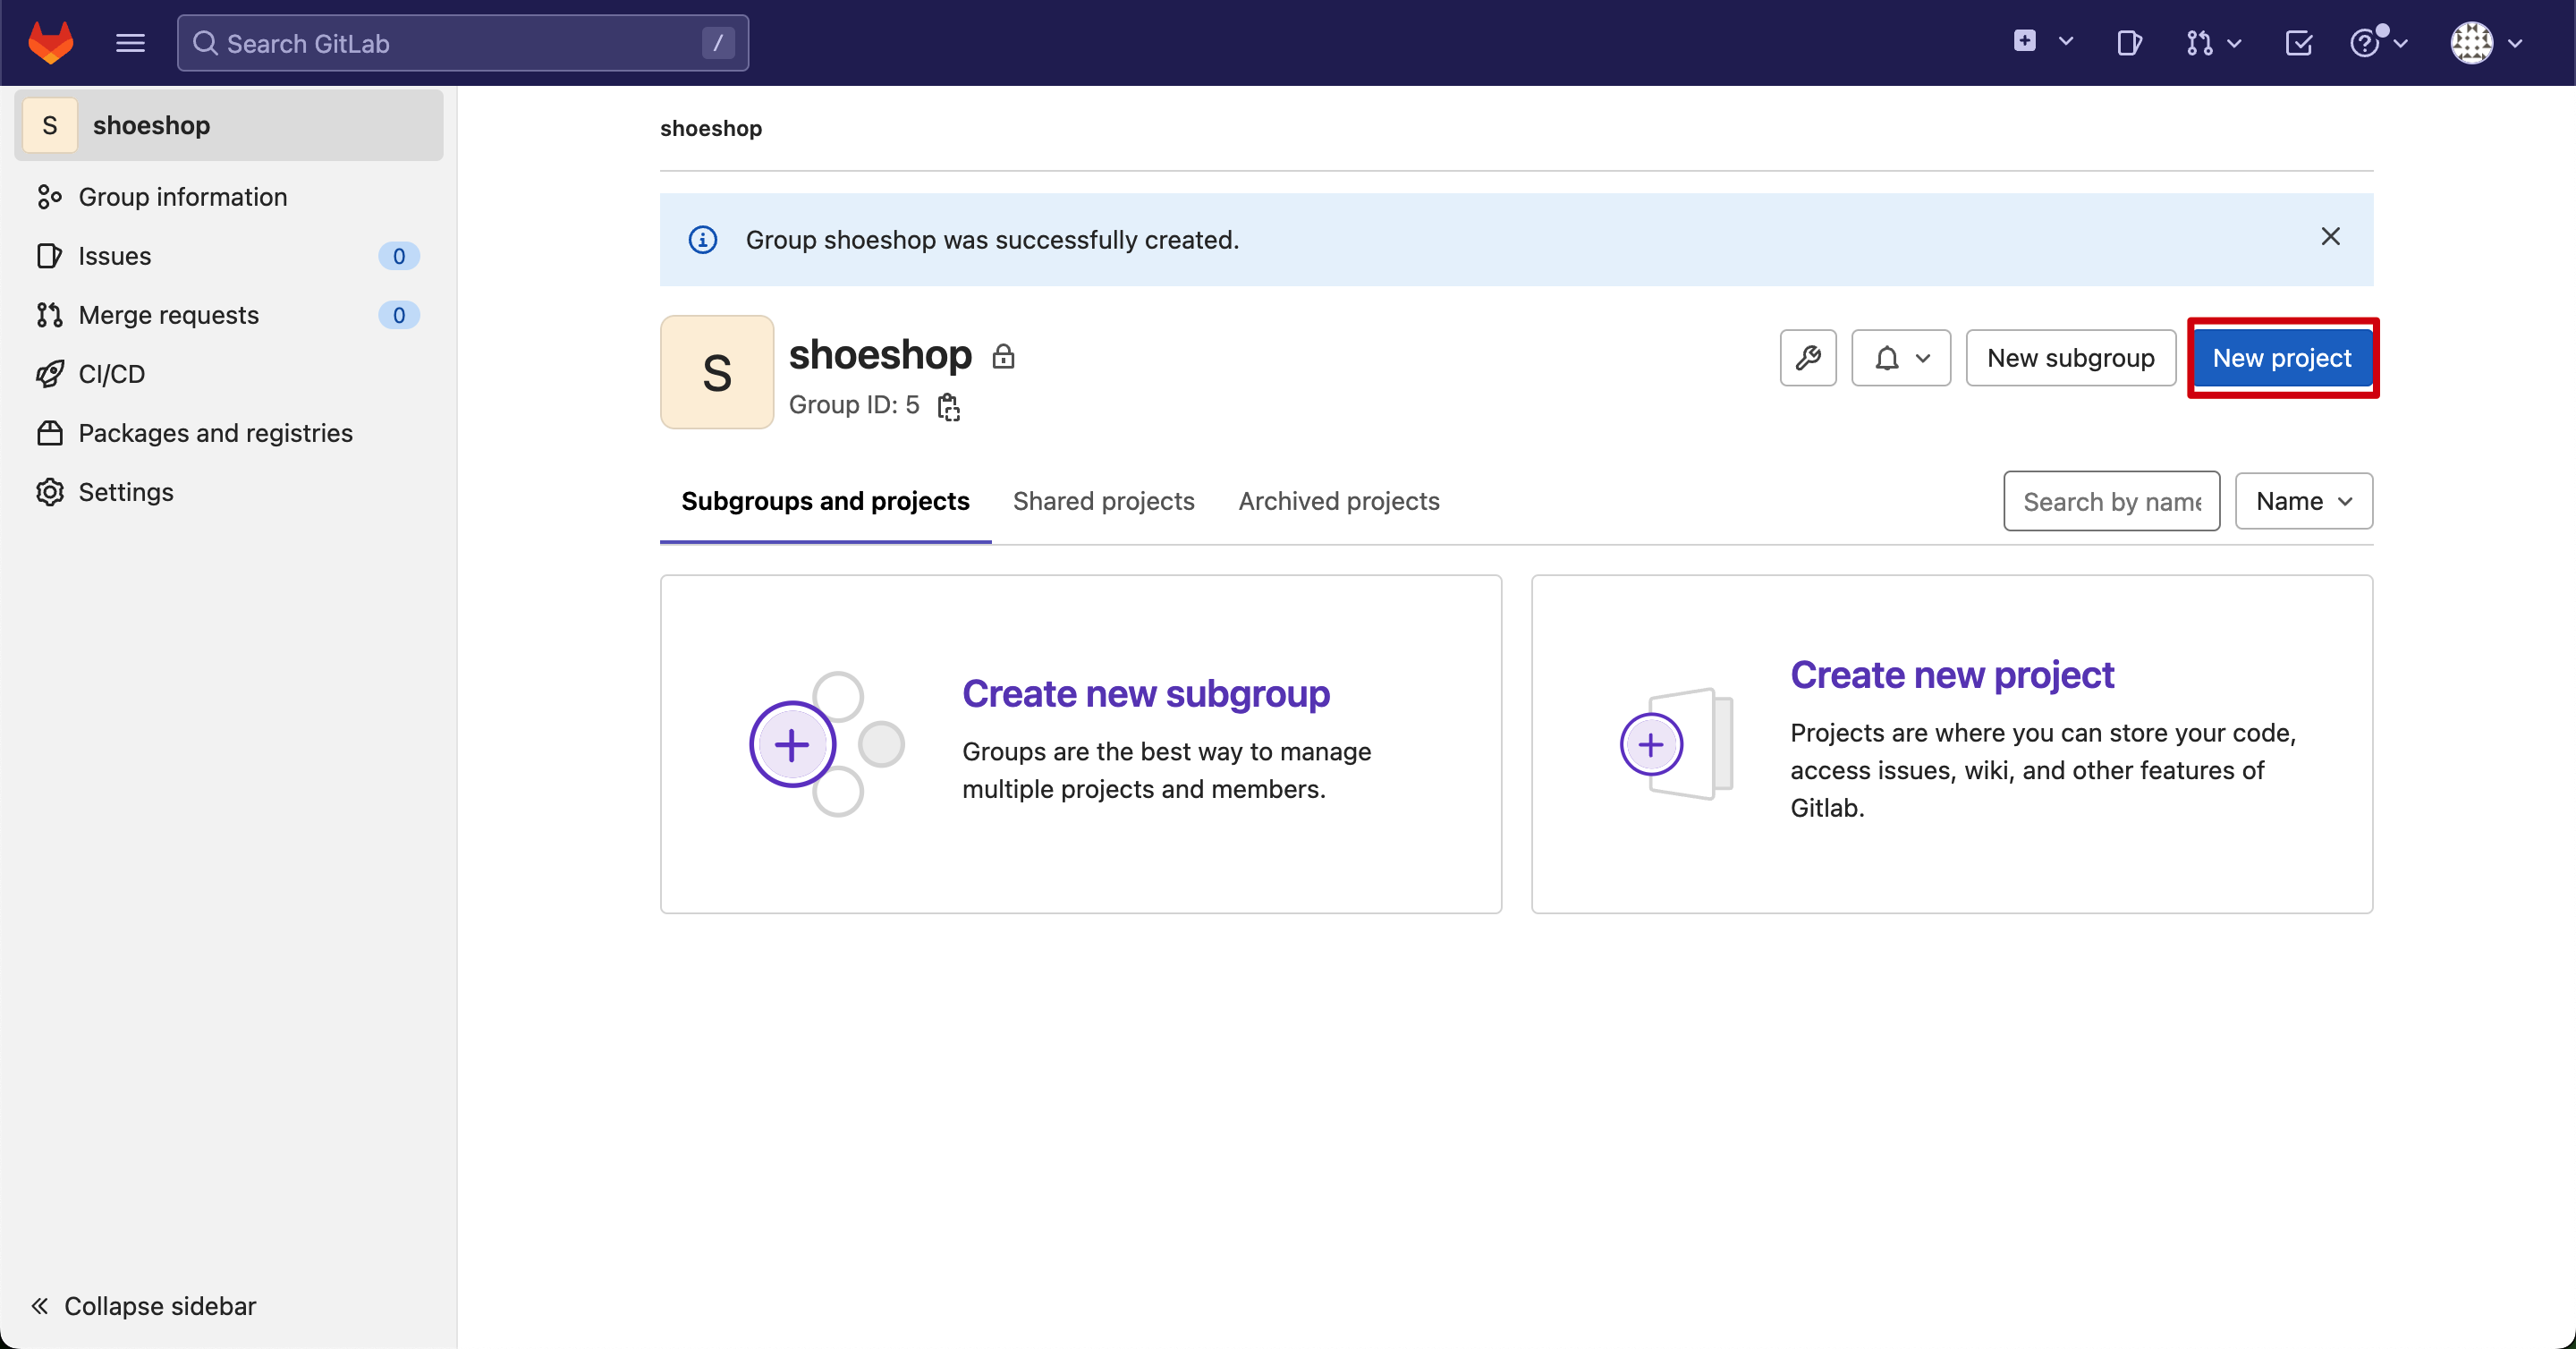 Search GitLab
/
S
shoeshop
Group information
Issues
0
Merge requests
0
CI/CD
Packages and registries
Settings
Collapse sidebar
shoeshop
Group shoeshop was successfully created.
S
shoeshop
Group ID: 5
New subgroup
New project
Subgroups and projects
Shared projects
Archived projects
Search by name
Name
Create new subgroup
Groups are the best way to manage
multiple projects and members.
Create new project
Projects are where you can store your code,
access issues, wiki, and other features of
Gitlab.